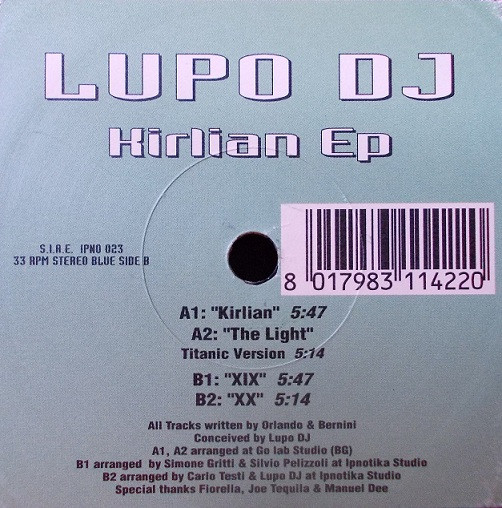 LUPO DJ
Kirlian Ep
S.I.A.E. IPNO 023
33 RPM STEREO BLUE SIDE B
8 017983 114220
A1: "Kirlian" 5:47
A2: "The Light"
Titanic Version 5:14
B1: "XIX" 5:47
B2: "XX" 5:14
All Tracks written by Orlando & Bernini
Conceived by Lupo DJ
A1, A2 arranged at Go lab Studio (BG)
B1 arranged by Simone Gritti & Silvio Pelizzoli at Ipnotika Studio
B2 arranged by Carlo Testi & Lupo DJ at Ipnotika Studio
Special thanks Fiorella, Joe Tequila & Manuel Dee